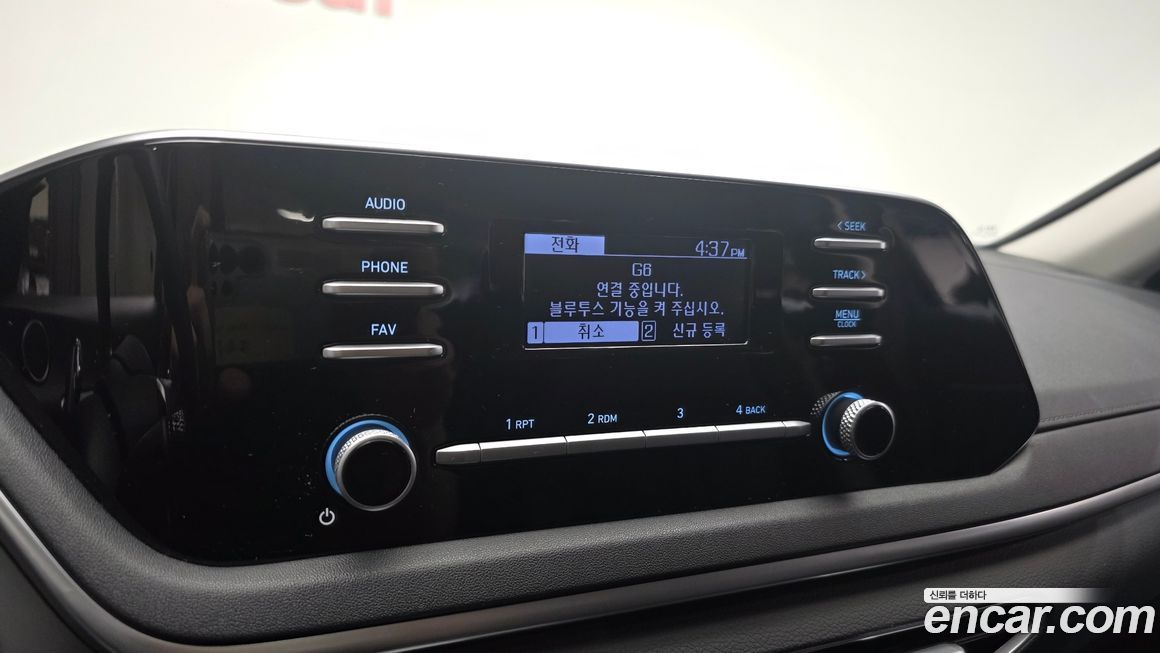 AUDIO
PHONE
FAV
전화 4:37 PM
G6
연결 중입니다.
블루투스 기능을 켜 주십시오.
1 취소 2 신규 등록
< SEEK
TRACK >
MENU
CLOCK
1 RPT 2 RDM 3 4 BACK
신뢰를 더하다
encar.com